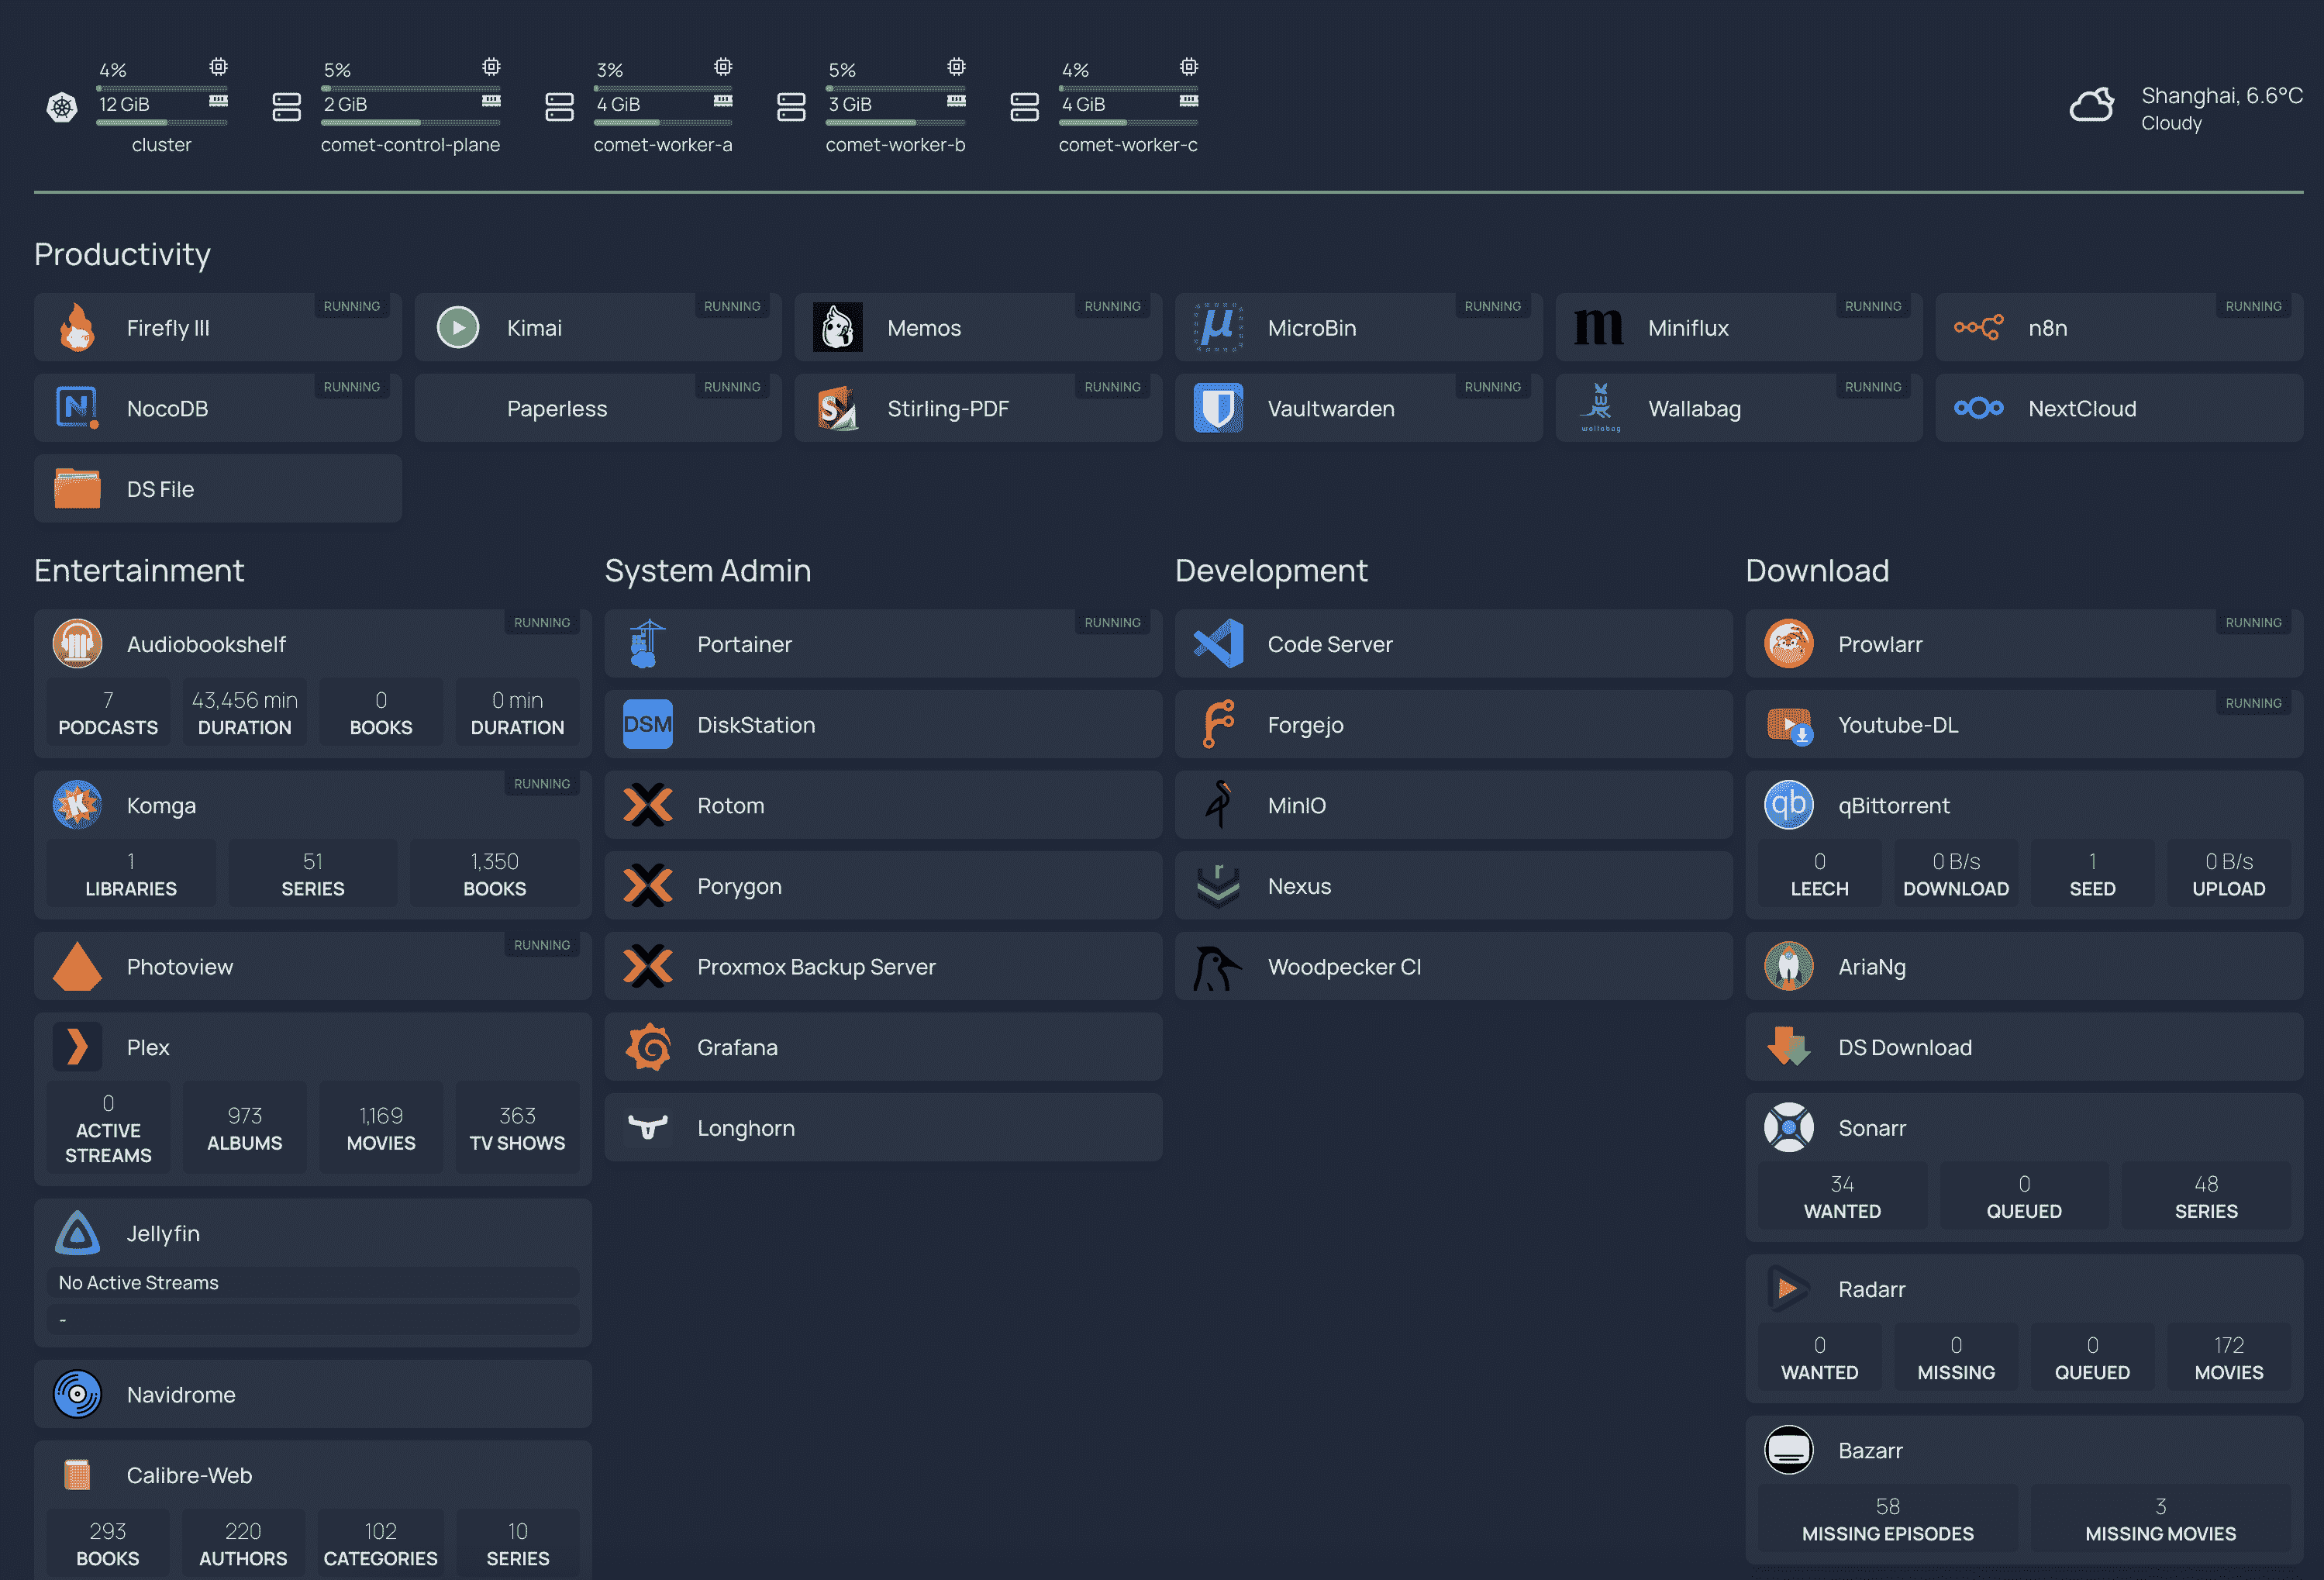 4%
12 GiB
cluster
5%
2 GiB
comet-control-plane
3%
4 GiB
comet-worker-a
5%
3 GiB
comet-worker-b
4%
4 GiB
comet-worker-c
Shanghai, 6.6°C
Cloudy
Productivity
Firefly III
RUNNING
Kimai
RUNNING
Memos
RUNNING
MicroBin
RUNNING
Miniflux
RUNNING
n8n
RUNNING
NocoDB
RUNNING
Paperless
RUNNING
Stirling-PDF
RUNNING
Vaultwarden
RUNNING
wallabag
Wallabag
RUNNING
NextCloud
DS File
Entertainment
Audiobookshelf
RUNNING
7
PODCASTS
43,456 min
DURATION
0
BOOKS
0 min
DURATION
Komga
RUNNING
1
LIBRARIES
51
SERIES
1,350
BOOKS
Photoview
RUNNING
Plex
0
ACTIVE
STREAMS
973
ALBUMS
1,169
MOVIES
363
TV SHOWS
Jellyfin
No Active Streams
-
Navidrome
Calibre-Web
293
BOOKS
220
AUTHORS
102
CATEGORIES
10
SERIES
System Admin
Portainer
RUNNING
DSM
DiskStation
Rotom
Porygon
Proxmox Backup Server
Grafana
Longhorn
Development
Code Server
Forgejo
MinIO
Nexus
Woodpecker CI
Download
Prowlarr
RUNNING
Youtube-DL
RUNNING
qb
qBittorrent
0
LEECH
0 B/s
DOWNLOAD
1
SEED
0 B/s
UPLOAD
AriaNg
DS Download
Sonarr
34
WANTED
0
QUEUED
48
SERIES
Radarr
0
WANTED
0
MISSING
0
QUEUED
172
MOVIES
Bazarr
58
MISSING EPISODES
3
MISSING MOVIES